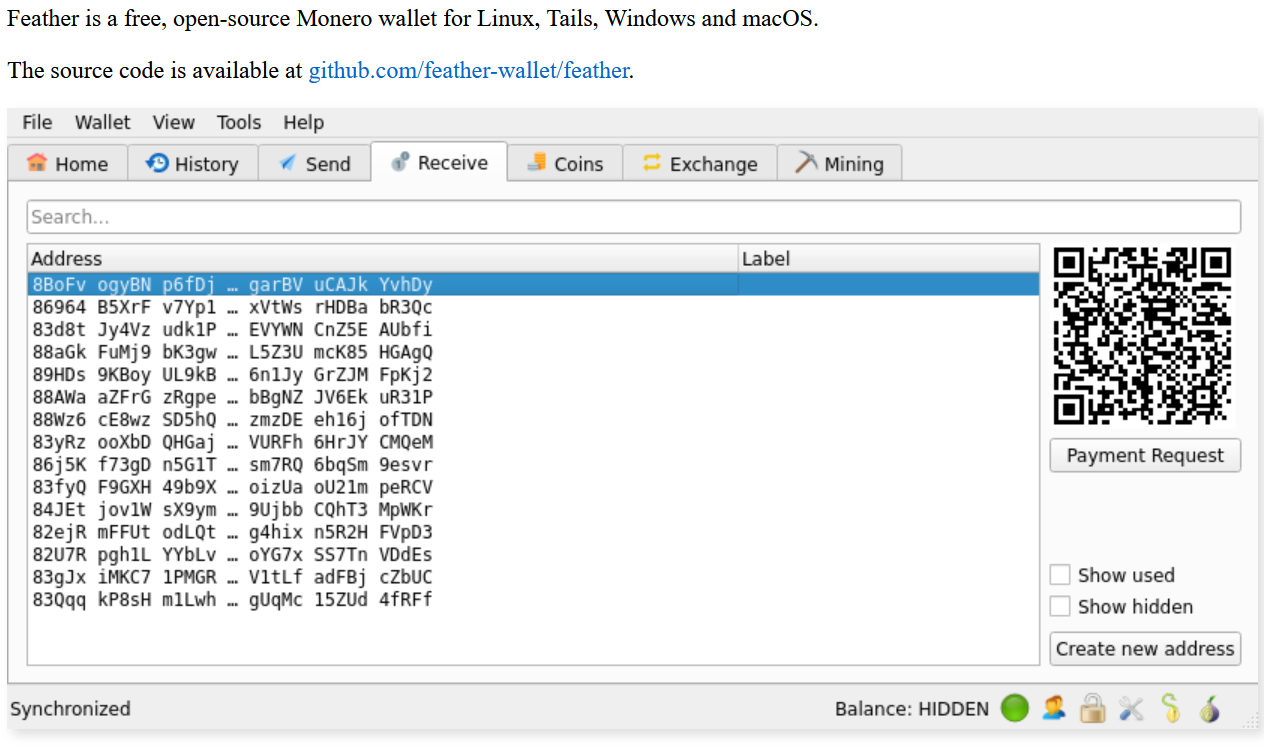 Feather is a free, open-source Monero wallet for Linux, Tails, Windows and macOS.
The source code is available at github.com/feather-wallet/feather.
File Wallet View Tools Help
Home History Send Receive Coins Exchange Mining
Search...
Address Label
8BoFv ogyBN p6fDj … garBV uCAJk YvhDy
86964 B5XrF v7Yp1 … xVtWs rHDBa bR3Qc
83d8t Jy4Vz udk1P … EVYWN CnZ5E AUbfi
88aGk FuMj9 bK3gw … L5Z3U mcK85 HGAgQ
89HDs 9KBoy UL9kB … 6n1Jy GrZJM FpKj2
88AWa aZFrG zRgpe … bBgNZ JV6Ek uR31P
88Wz6 cE8wz SD5hQ … zmzDE eh16j ofTDN
83yRz ooXbD QHGaj … VURFh 6HrJY CMQeM
86j5K f73gD n5G1T … sm7RQ 6bqSm 9esvr
83fyQ F9GXH 49b9X … oizUa oU21m peRCV
84JEt jov1W sX9ym … 9Ujbb CQhT3 MpWKr
82ejR mFFUt odLQt … g4hix n5R2H FVpD3
82U7R pgh1L YYbLv … oYG7x SS7Tn VDdEs
83gJx iMKC7 1PMGR … V1tLf adFBj cZbUC
83Qqq kP8sH m1Lwh … gUqMc 15ZUd 4fRFf
Payment Request
Show used
Show hidden
Create new address
Synchronized Balance: HIDDEN